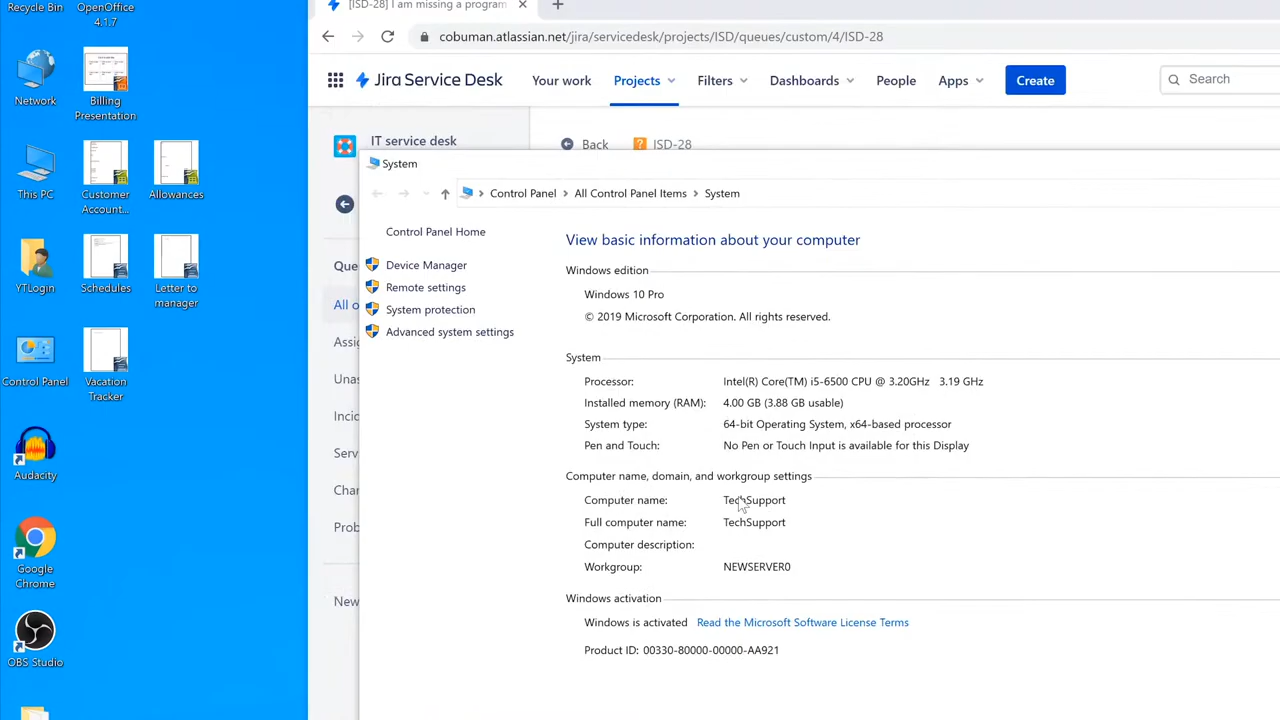 Recycle Bin
OpenOffice
4.1.7
Network
Billing
Presentation
This PC
Customer
Account...
Allowances
YTLogin
Schedules
Letter to
manager
Control Panel
Vacation
Tracker
Audacity
Google
Chrome
OBS Studio
[ISD-28] I am missing a program
cobuman.atlassian.net/jira/servicedesk/projects/ISD/queues/custom/4/ISD-28
Jira Service Desk Your work Projects Filters Dashboards People Apps Create Search
IT service desk
Back ISD-28
Que
All o
Assig
Unas
Incid
Serv
Chan
Prob
New
System
Control Panel > All Control Panel Items > System
Control Panel Home
Device Manager
Remote settings
System protection
Advanced system settings
View basic information about your computer
Windows edition
Windows 10 Pro
© 2019 Microsoft Corporation. All rights reserved.
System
Processor: Intel(R) Core(TM) i5-6500 CPU @ 3.20GHz 3.19 GHz
Installed memory (RAM): 4.00 GB (3.88 GB usable)
System type: 64-bit Operating System, x64-based processor
Pen and Touch: No Pen or Touch Input is available for this Display
Computer name, domain, and workgroup settings
Computer name: TechSupport
Full computer name: TechSupport
Computer description:
Workgroup: NEWSERVER0
Windows activation
Windows is activated Read the Microsoft Software License Terms
Product ID: 00330-80000-00000-AA921